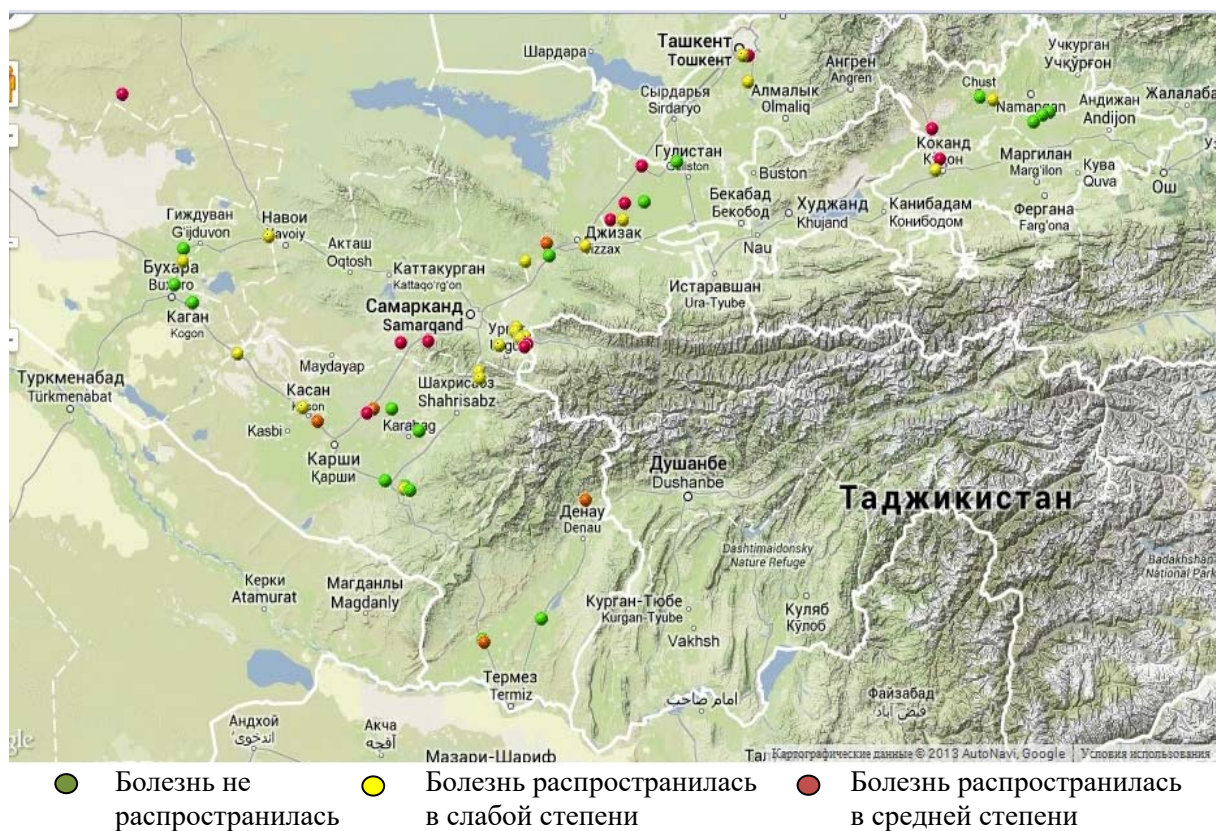 Шардара
Ташкент
Тошкент
Ангрен
Angren
Учкурган
Учқўрғон
Сырдарья
Sirdaryo
Алмалык
Olmaliq
Chust
Namangan
Андижан
Andijon
Жалалаба
Гулистан
Guliston
Коканд
Маргилан
Marg'ilon
Кува
Quva
Ош
Buston
Бекабад
Бекобод
Худжанд
Khujand
Канибадам
Конибодом
Фергана
Farg'ona
Гиждуван
G'ijduvon
Навои
Navoiy
Акташ
Oqtosh
Джизак
Jizzax
Nau
Бухара
Buxoro
Каттакурган
Kattaqo'rg'on
Истаравшан
Ura-Tyube
Каган
Kogon
Самарканд
Samarqand
Maydayap
Туркменабад
Türkmenabat
Касан
Шахрисабз
Shahrisabz
Kasbi
Karabag
Карши
Қарши
Душанбе
Dushanbe
Таджикистан
Денау
Denau
Dashtimaidonsky
Nature Refuge
Badakhshan
National Park
Керки
Atamurat
Магданлы
Magdanly
Курган-Тюбе
Kurgan-Tyube
Куляб
Кўлоб
Vakhsh
Термез
Termiz
امام صاحب
Файзабад
فيض آباد
Андхой
اندخوی
Акча
آقچه
Мазари-Шариф
Тал
Картографические данные © 2013 AutoNavi, Google
Условия использования
Болезнь не
распространилась
Болезнь распространилась
в слабой степени
Болезнь распространилась
в средней степени